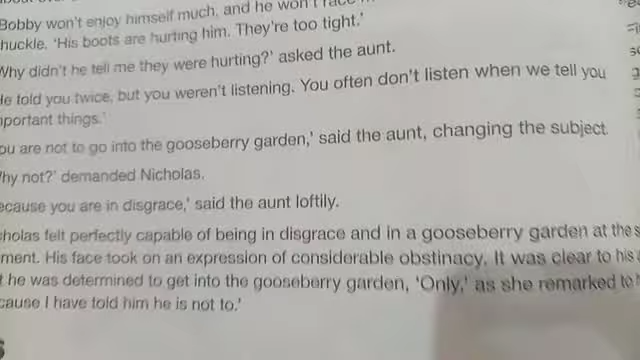 Bobby won't enjoy himself much, and he won't race
huckle. 'His boots are hurting him. They're too tight.'
Why didn't he tell me they were hurting?' asked the aunt.
He told you twice, but you weren't listening. You often don't listen when we tell you
mportant things.'
ou are not to go into the gooseberry garden,' said the aunt, changing the subject.
hy not?' demanded Nicholas.
ecause you are in disgrace,' said the aunt loftily.
cholas felt perfectly capable of being in disgrace and in a gooseberry garden at the s
ment. His face took on an expression of considerable obstinacy. It was clear to his a
t he was determined to get into the gooseberry garden, 'Only,' as she remarked to
cause I have told him he is not to.'